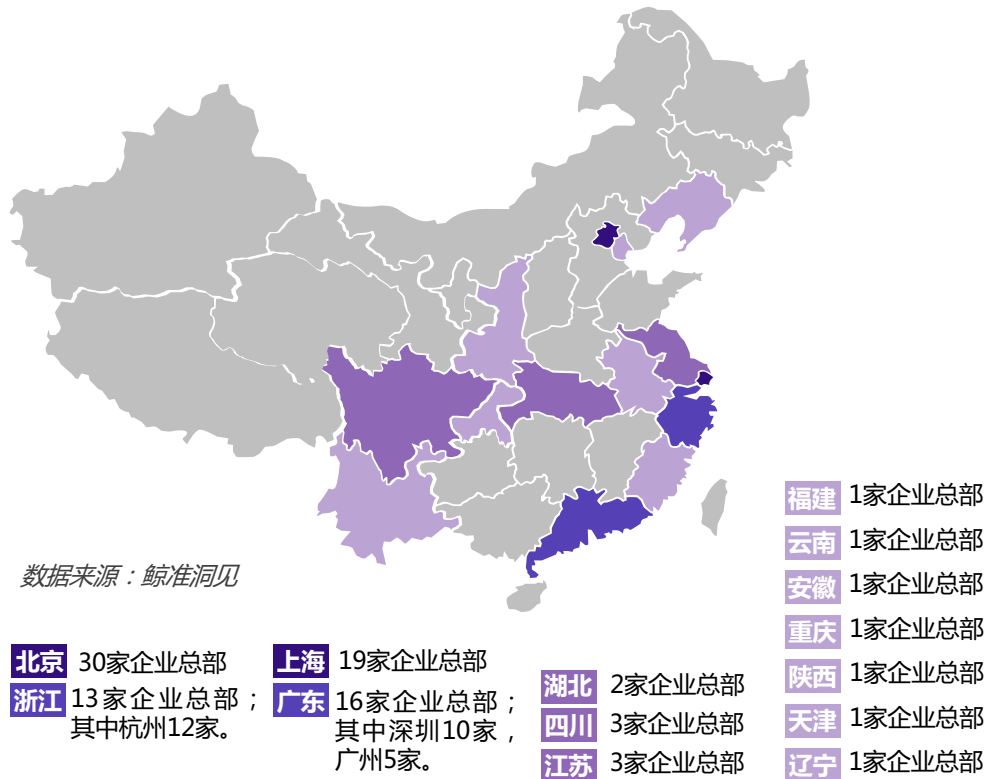 数据来源：鲸准洞见
北京 30家企业总部
浙江 13家企业总部；
其中杭州12家。
上海 19家企业总部
广东 16家企业总部；
其中深圳10家，
广州5家。
湖北 2家企业总部
四川 3家企业总部
江苏 3家企业总部
福建 1家企业总部
云南 1家企业总部
安徽 1家企业总部
重庆 1家企业总部
陕西 1家企业总部
天津 1家企业总部
辽宁 1家企业总部